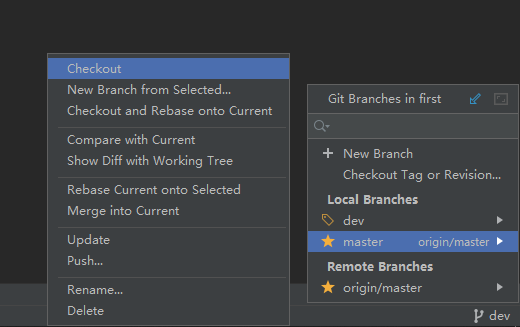 Checkout
New Branch from Selected...
Checkout and Rebase onto Current
Compare with Current
Show Diff with Working Tree
Rebase Current onto Selected
Merge into Current
Update
Push...
Rename...
Delete
Git Branches in first
New Branch
Checkout Tag or Revision...
Local Branches
dev
master origin/master
Remote Branches
origin/master
dev